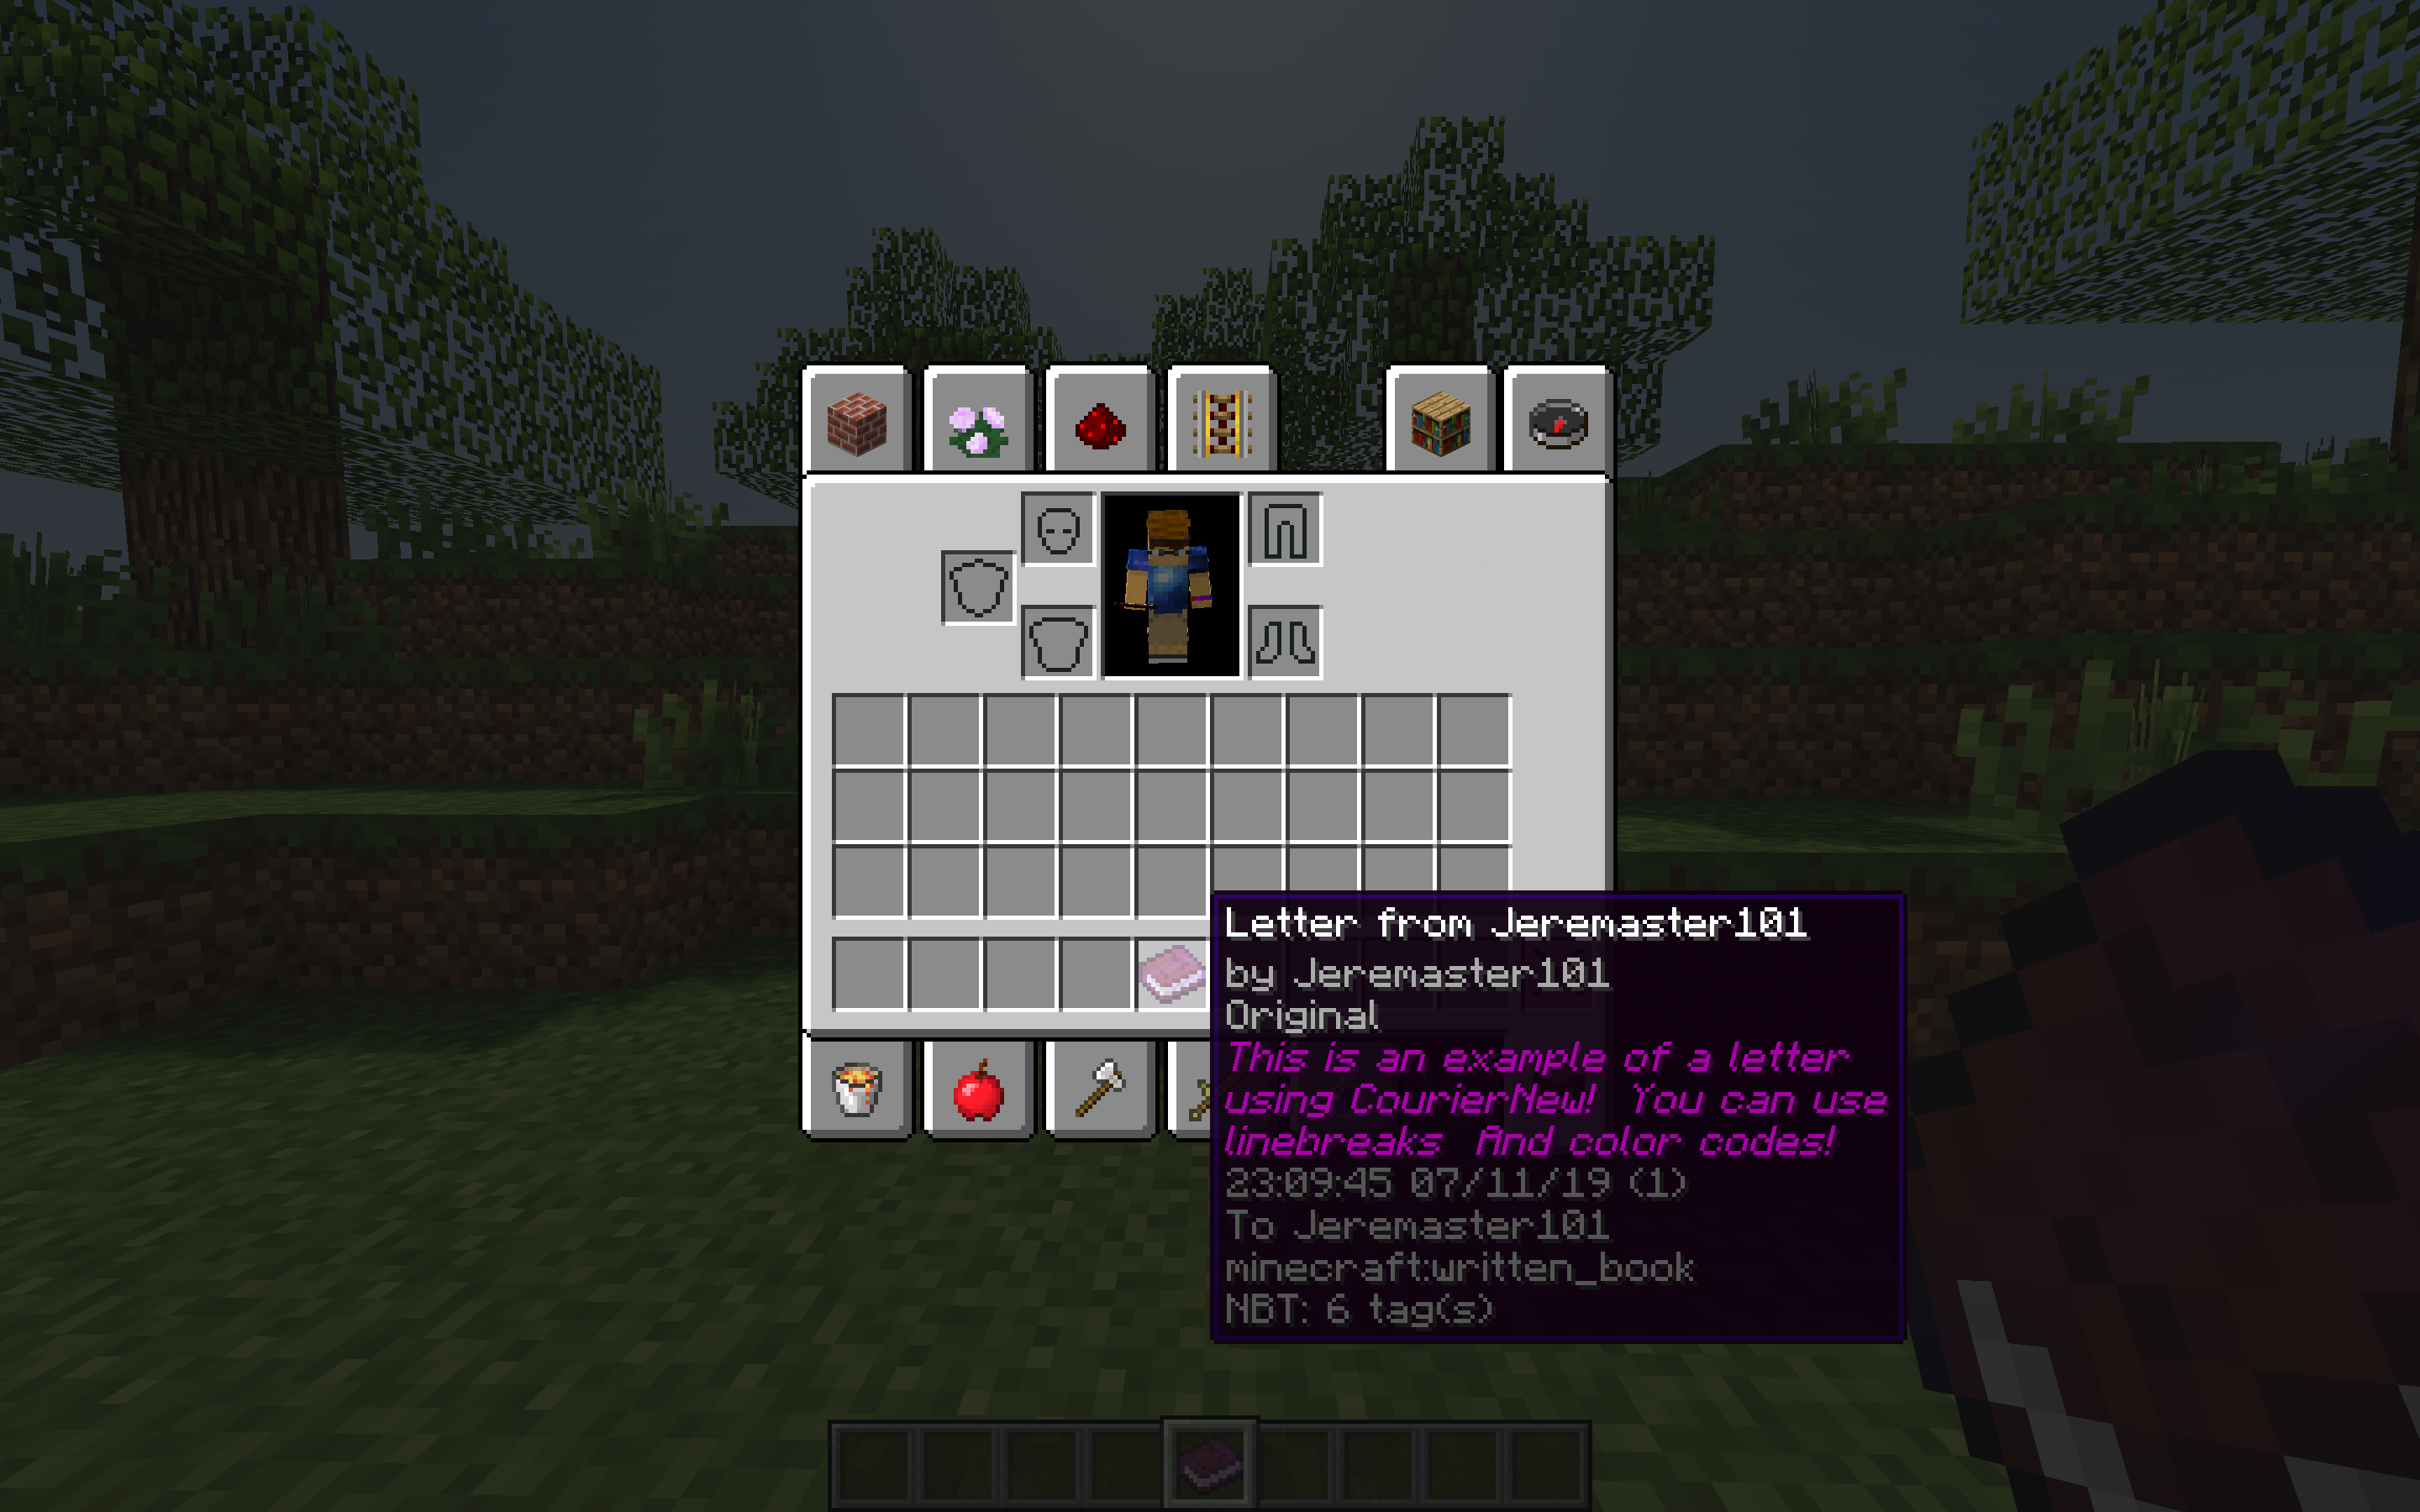 Letter from Jeremaster101
by Jeremaster101
Original
This is an example of a letter
using CourierNew!  You can use
linebreaks  And color codes!
23:09:45 07/11/19 (1)
To Jeremaster101
minecraft:written_book
NBT: 6 tag(s)